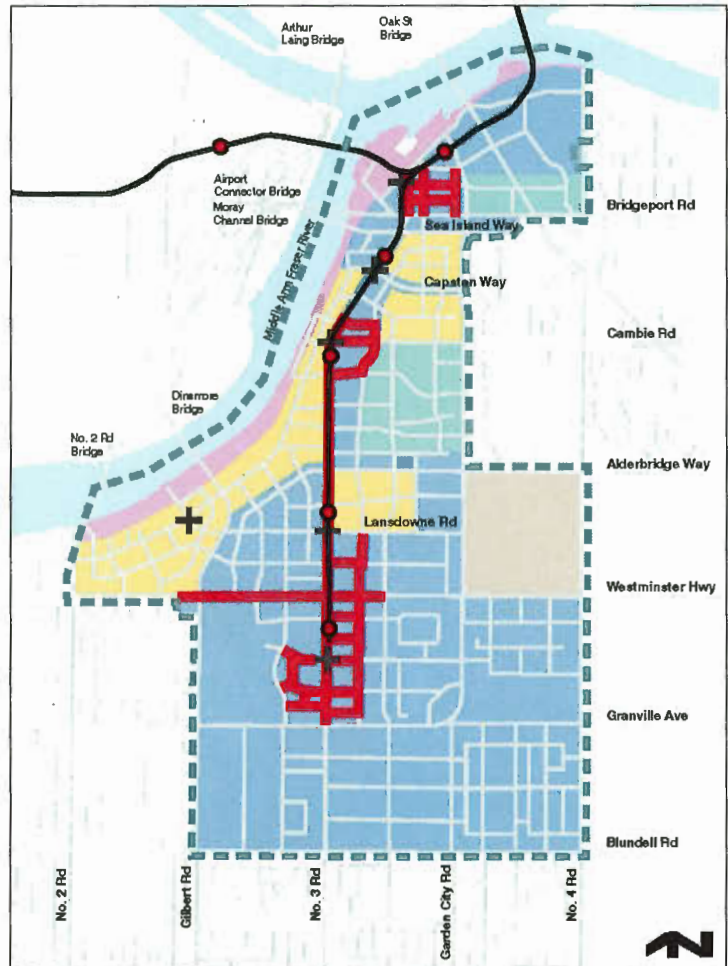 Arthur
Laing Bridge
Oak St
Bridge
Airport
Connector Bridge
Moray
Channel Bridge
Bridgeport Rd
Sea Island Way
Middle Arm Fraser River
Capstan Way
Cambie Rd
Dinsmore
Bridge
No. 2 Rd
Bridge
Alderbridge Way
Lansdowne Rd
Westminster Hwy
Granville Ave
Blundell Rd
No. 2 Rd
Gilbert Rd
No. 3 Rd
Garden City Rd
No. 4 Rd